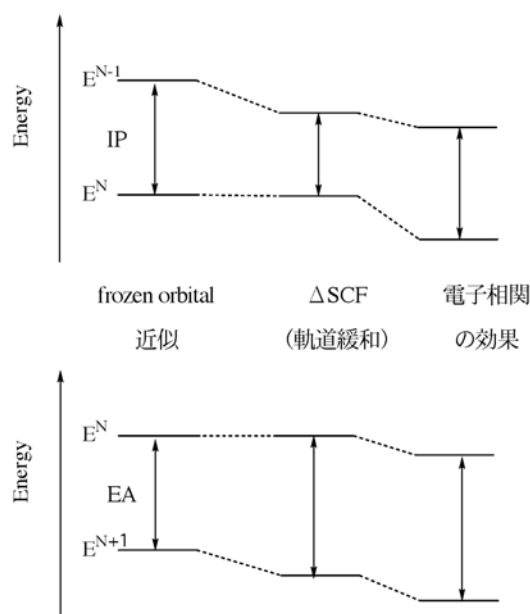 Energy
E^{N-1}
IP
E^{N}
frozen orbital
近似
ΔSCF
（軌道緩和）
電子相関
の効果
Energy
E^{N}
EA
E^{N+1}